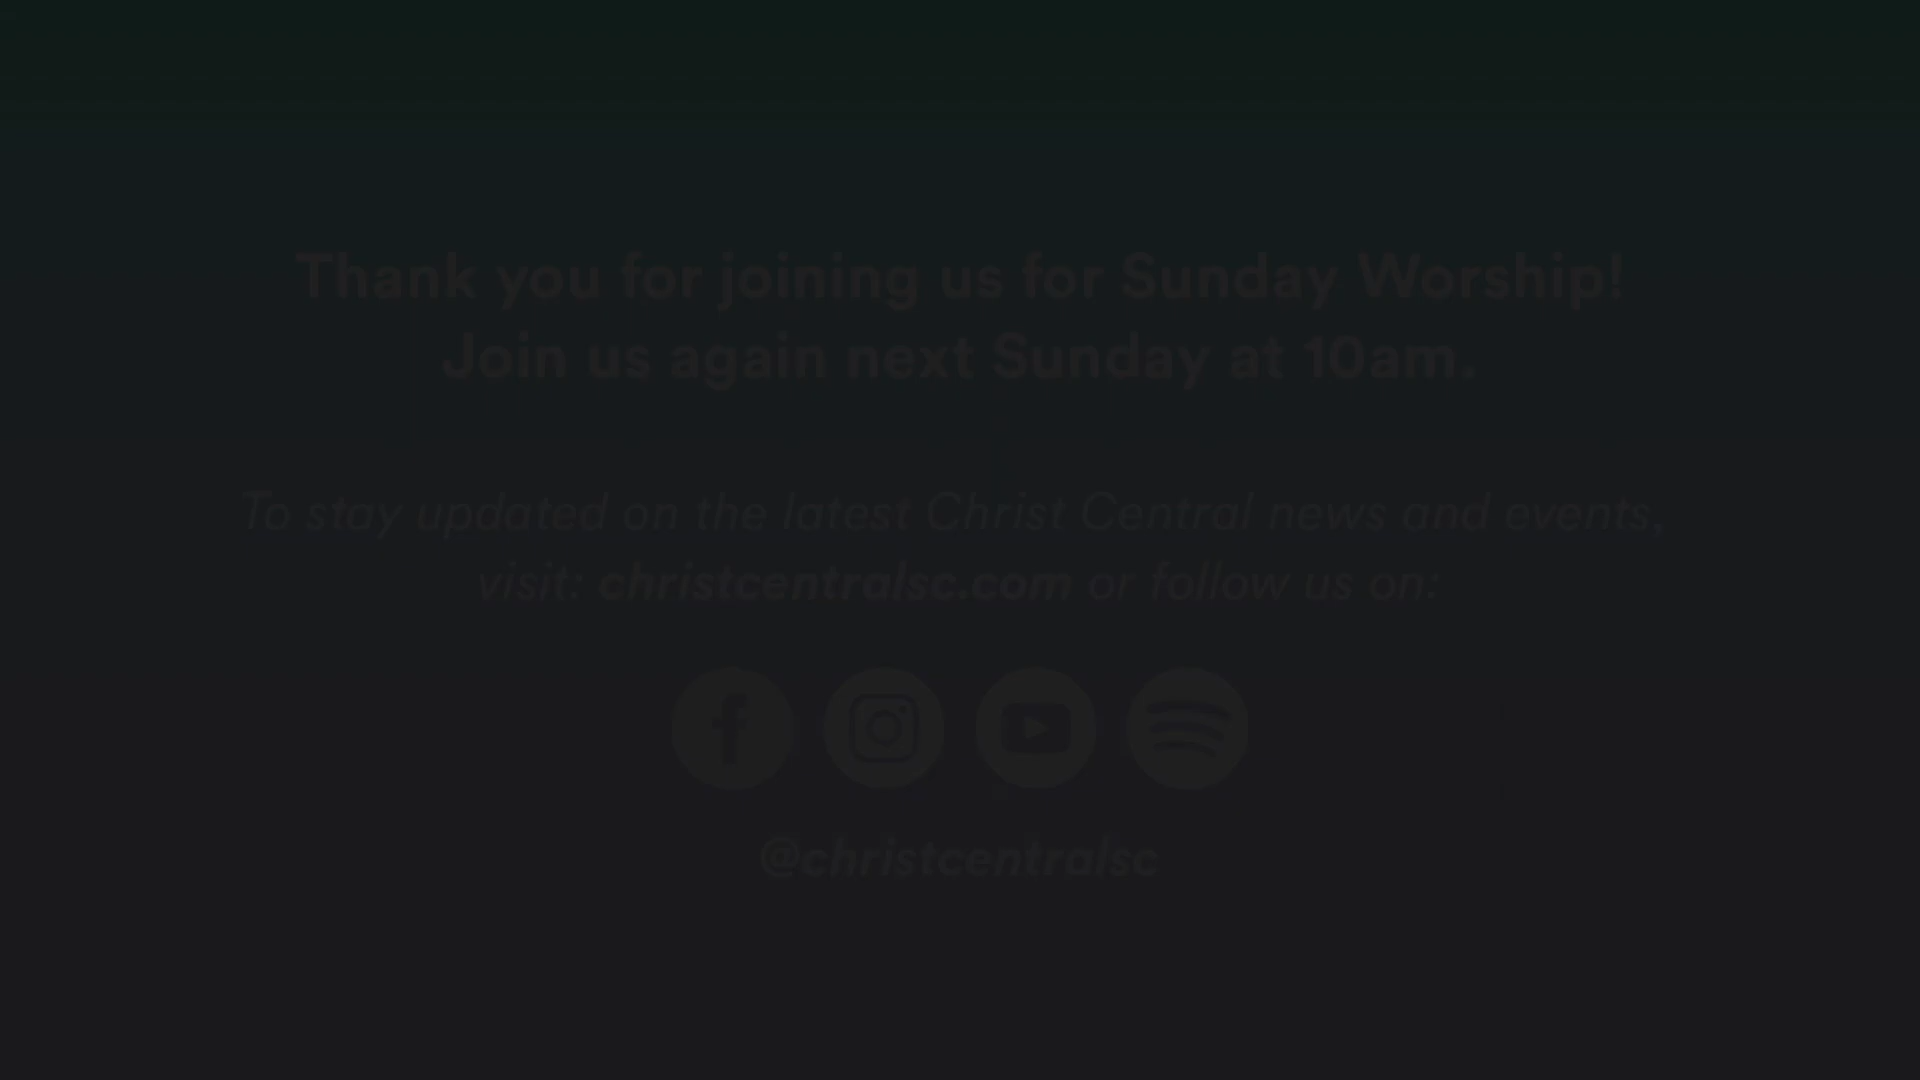 Thank you for joining us for Sunday Worship!
Join us again next Sunday at 10am.
To stay updated on the latest Christ Central news and events,
visit: christcentralsc.com or follow us on:
@christcentralsc